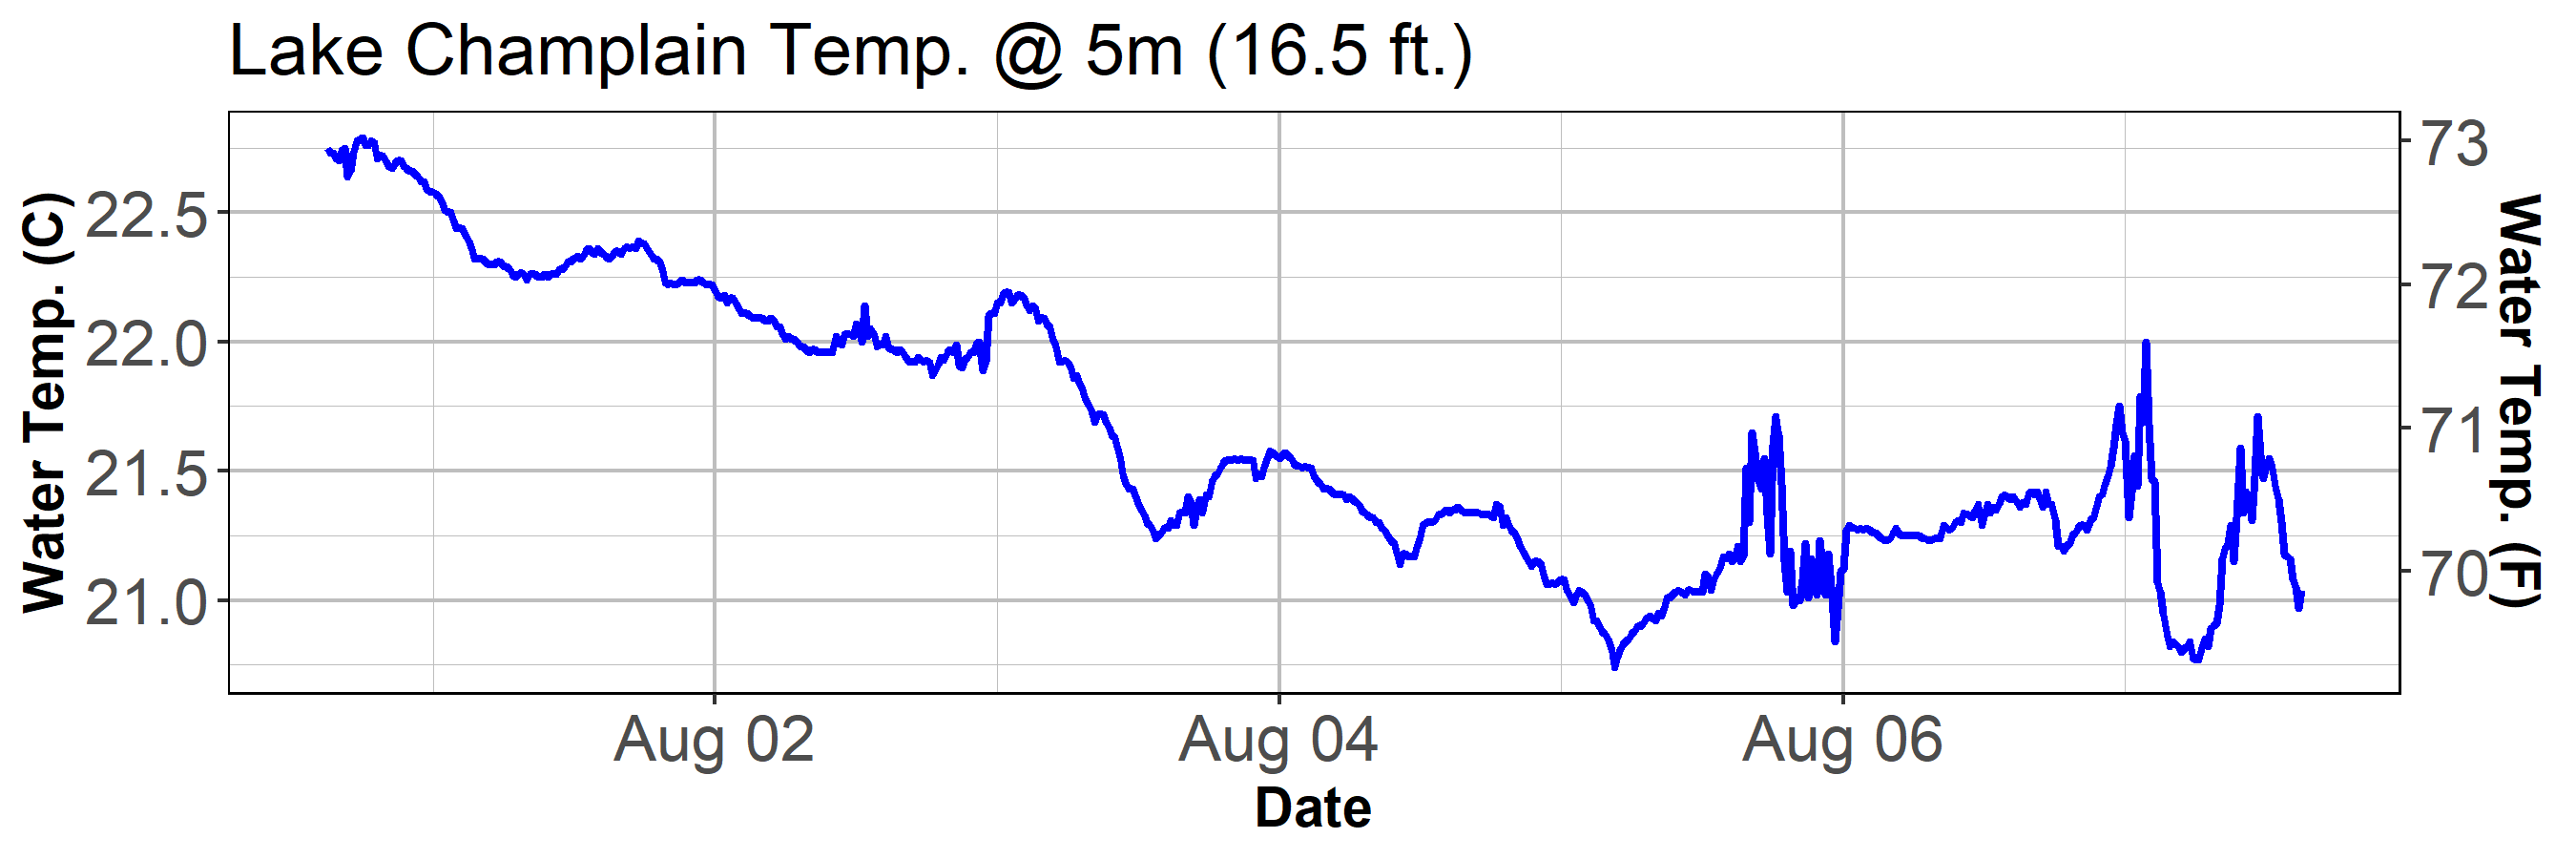 Lake Champlain Temp. @ 5m (16.5 ft.)
Water Temp. (C)
22.5
22.0
21.5
21.0
73
72
71
70
Water Temp. (F)
Aug 02
Aug 04
Aug 06
Date